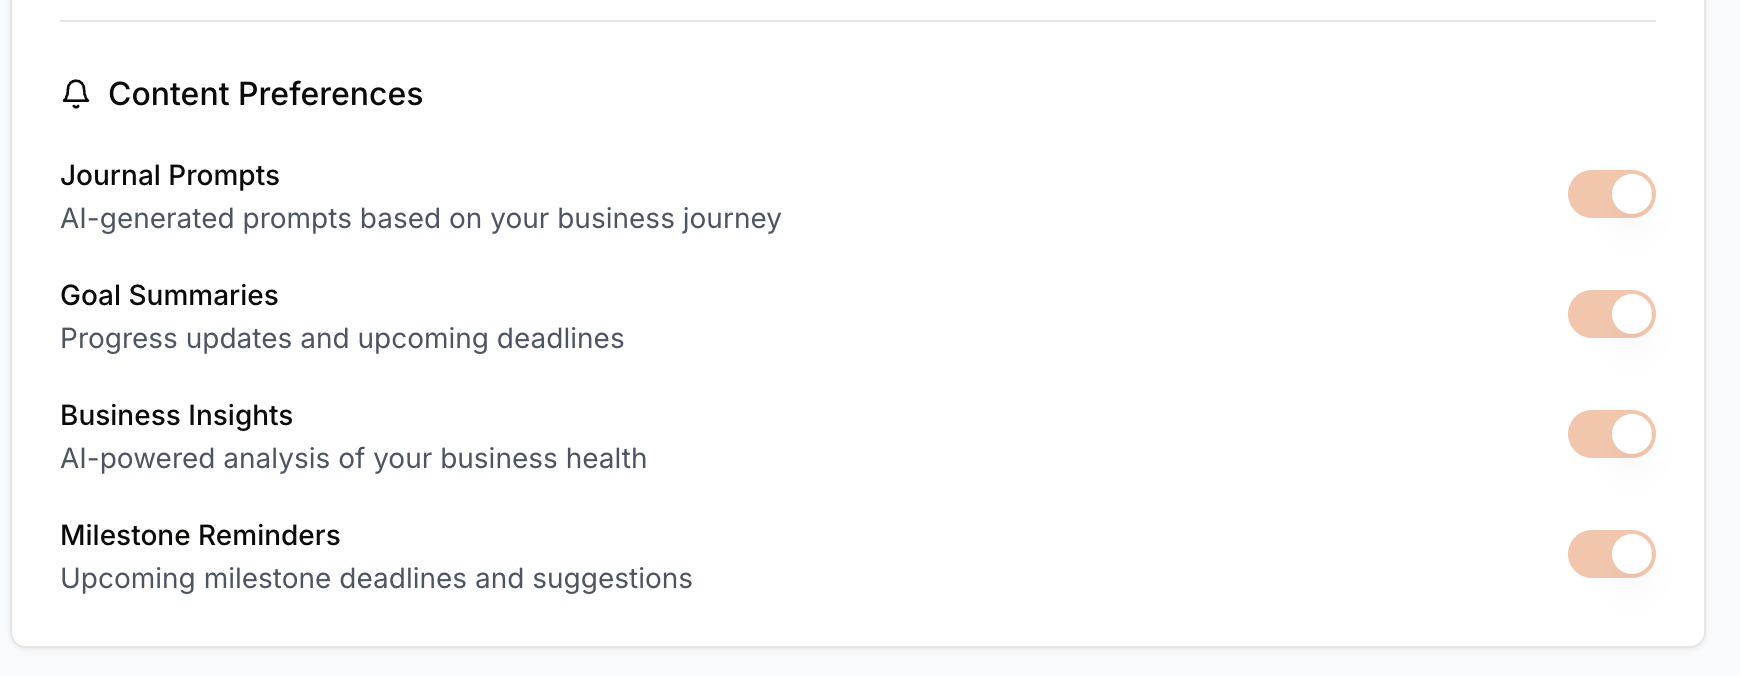 Content Preferences
Journal Prompts
AI-generated prompts based on your business journey
Goal Summaries
Progress updates and upcoming deadlines
Business Insights
AI-powered analysis of your business health
Milestone Reminders
Upcoming milestone deadlines and suggestions